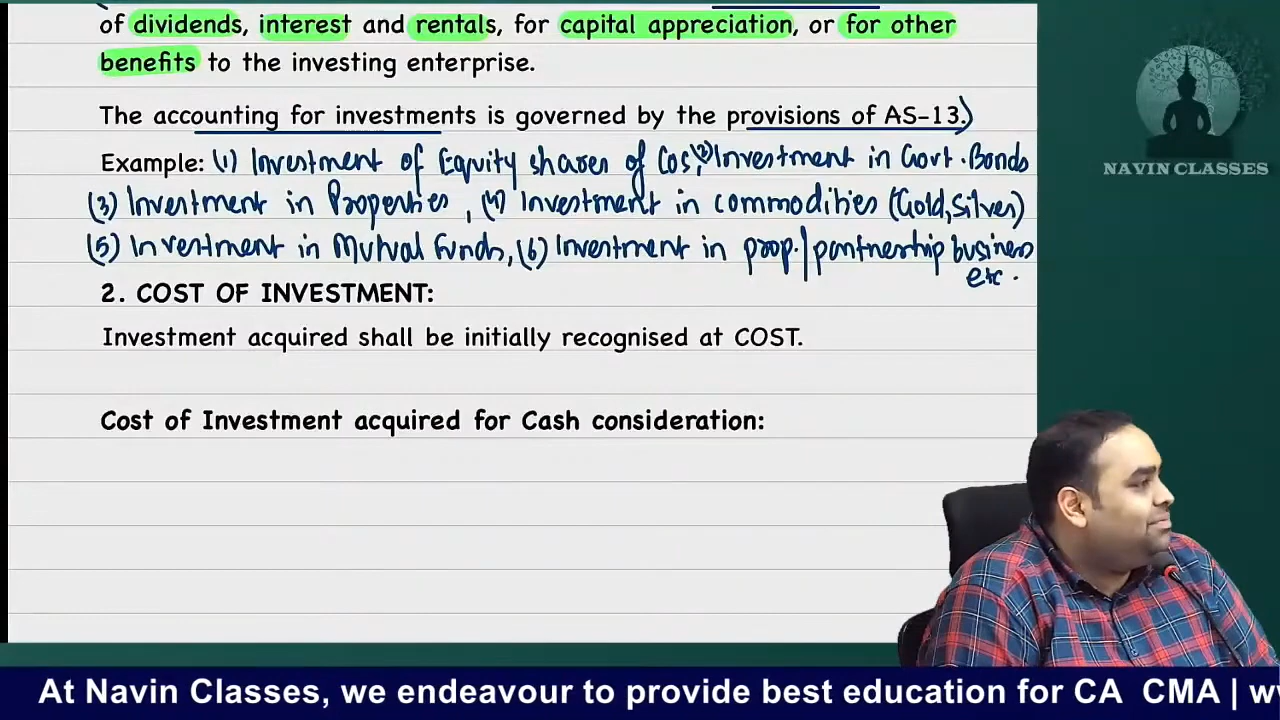 of dividends, interest and rentals, for capital appreciation, or for other
benefits to the investing enterprise.
The accounting for investments is governed by the provisions of AS-13.)
Example: (1) Investment of Equity shares of Cos, (2) Investment in Govt. Bonds
(3) Investment in Properties, (4) Investment in commodities (Gold, Silver)
(5) Investment in Mutual Funds, (6) Investment in prop./partnership business
etc.
2. COST OF INVESTMENT:
Investment acquired shall be initially recognised at COST.
Cost of Investment acquired for Cash consideration:
NAVIN CLASSES
At Navin Classes, we endeavour to provide best education for CA CMA | w